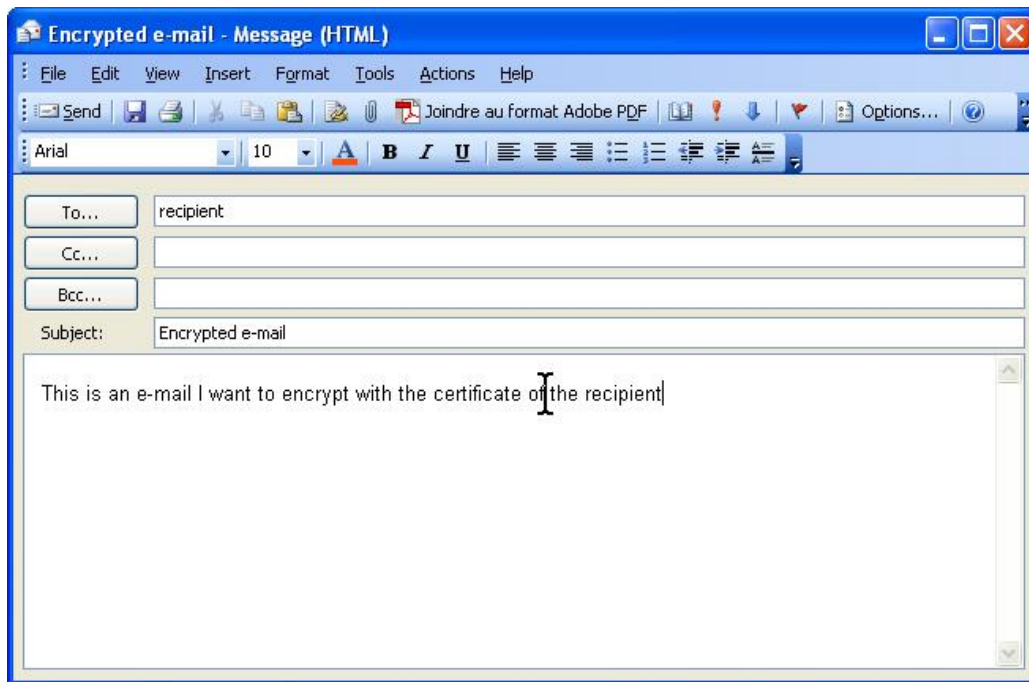 Encrypted e-mail - Message (HTML)
File Edit View Insert Format Tools Actions Help
Send Joindre au format Adobe PDF Options...
Arial 10 A B I U
To... recipient
Cc...
Bcc...
Subject: Encrypted e-mail
This is an e-mail I want to encrypt with the certificate of the recipient